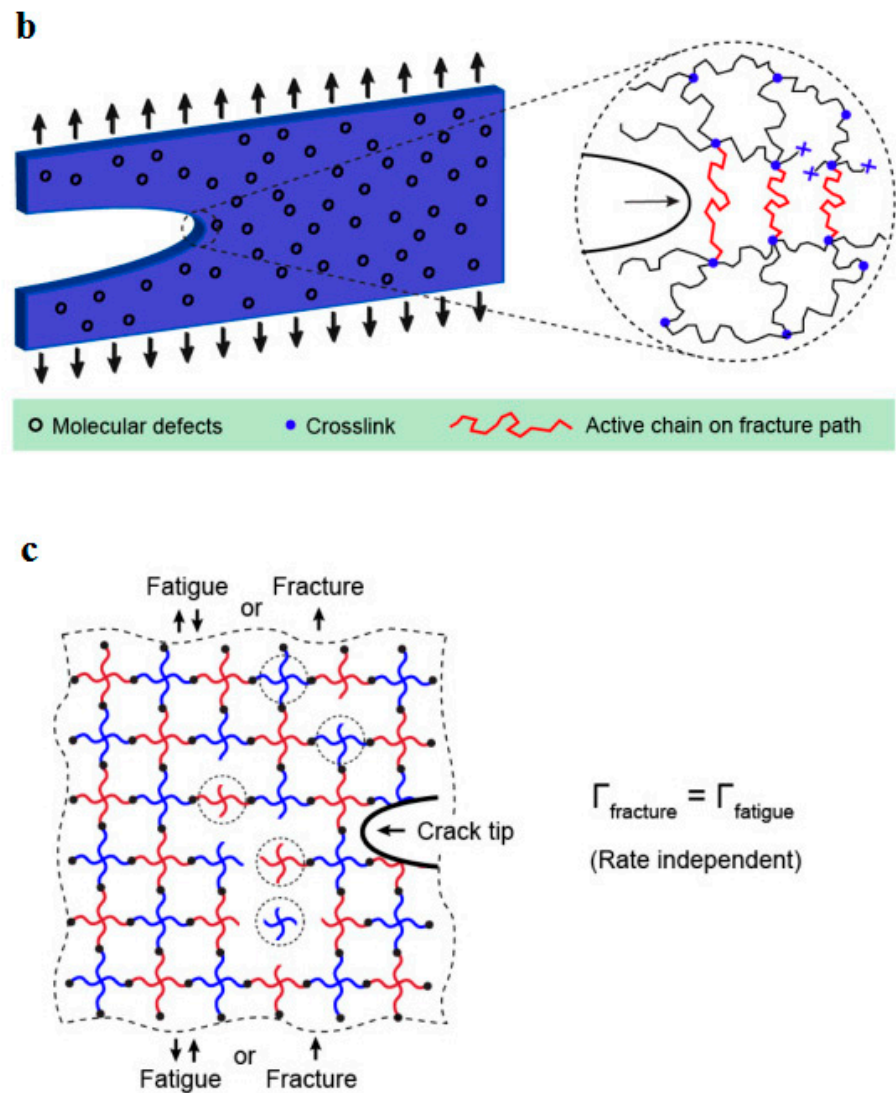 b
Molecular defects
Crosslink
Active chain on fracture path
c
Fatigue or Fracture
Crack tip
Γfracture = Γfatigue
(Rate independent)
Fatigue or Fracture